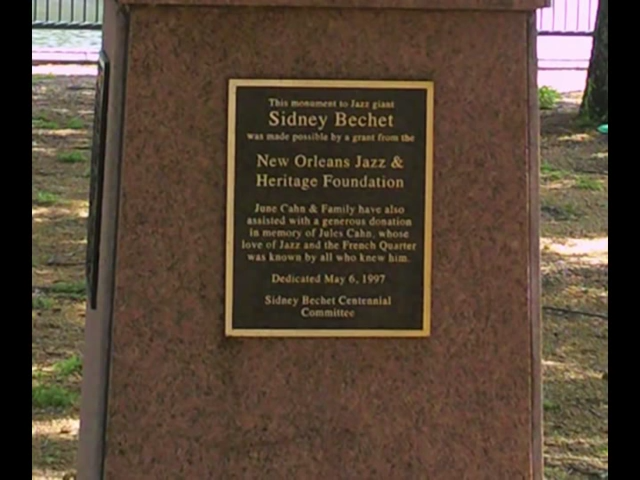 This monument to Jazz giant
Sidney Bechet
was made possible by a grant from the
New Orleans Jazz &
Heritage Foundation
June Cahn & Family have also
assisted with a generous donation
in memory of Jules Cahn, whose
love of Jazz and the French Quarter
was known by all who knew him.
Dedicated May 6, 1997
Sidney Bechet Centennial
Committee